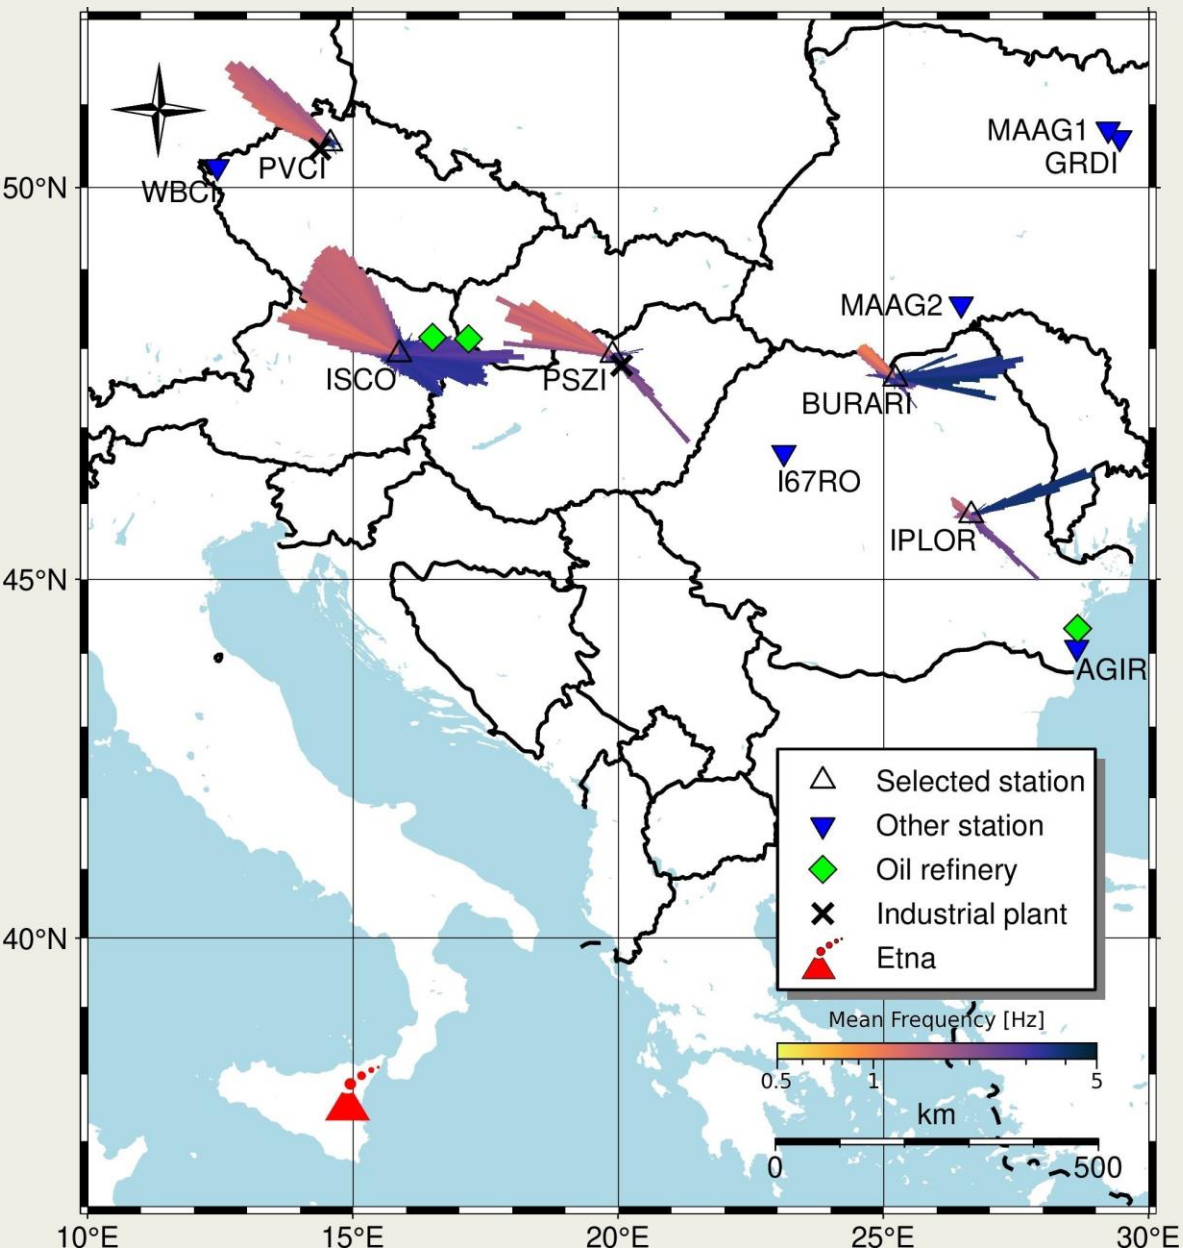 MAAG1
GRDI
PVCI
WBCI
50°N
MAAG2
ISCO
PSZI
BURARI
I67RO
IPLOR
45°N
AGIR
Selected station
Other station
Oil refinery
Industrial plant
40°N
Etna
Mean Frequency [Hz]
0.5 1 5
km
0 500
10°E 15°E 20°E 25°E 30°E